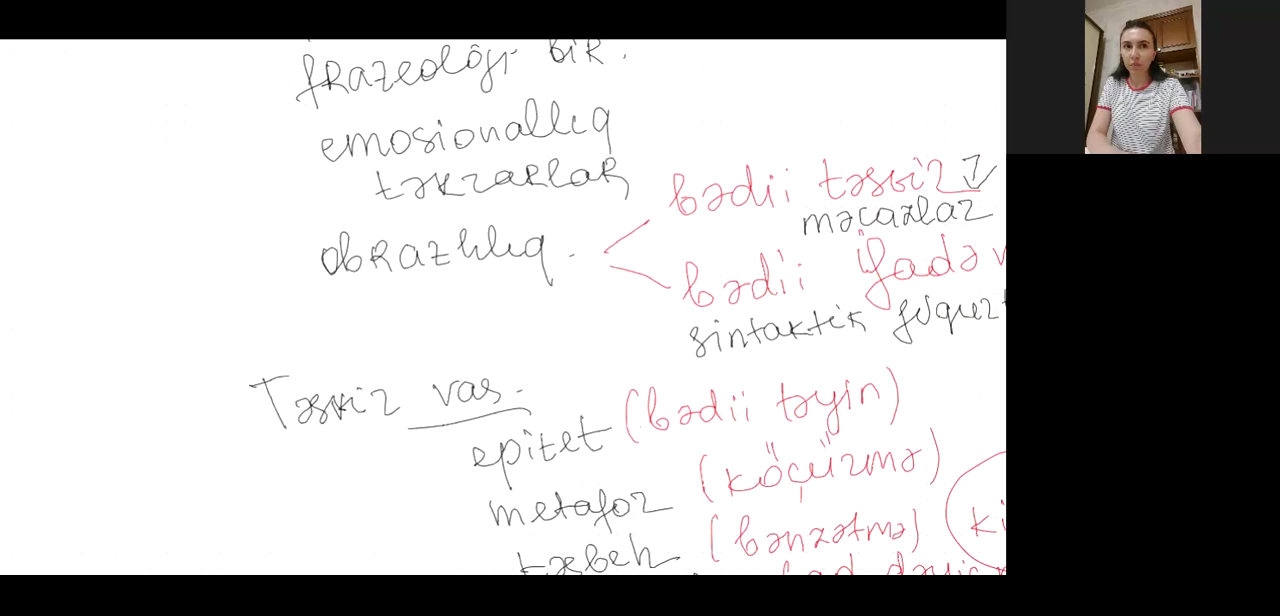 frazeoloji bir.
emosionallıq
təkrarlar
bədii təsvir v
məcazlar
obrazlılıq.
bədii ifadə v
sintaktik fiqur
Təsvir vas.
epitet (bədii təyin)
metafor (köçürmə)
təşbeh (bənzətmə)